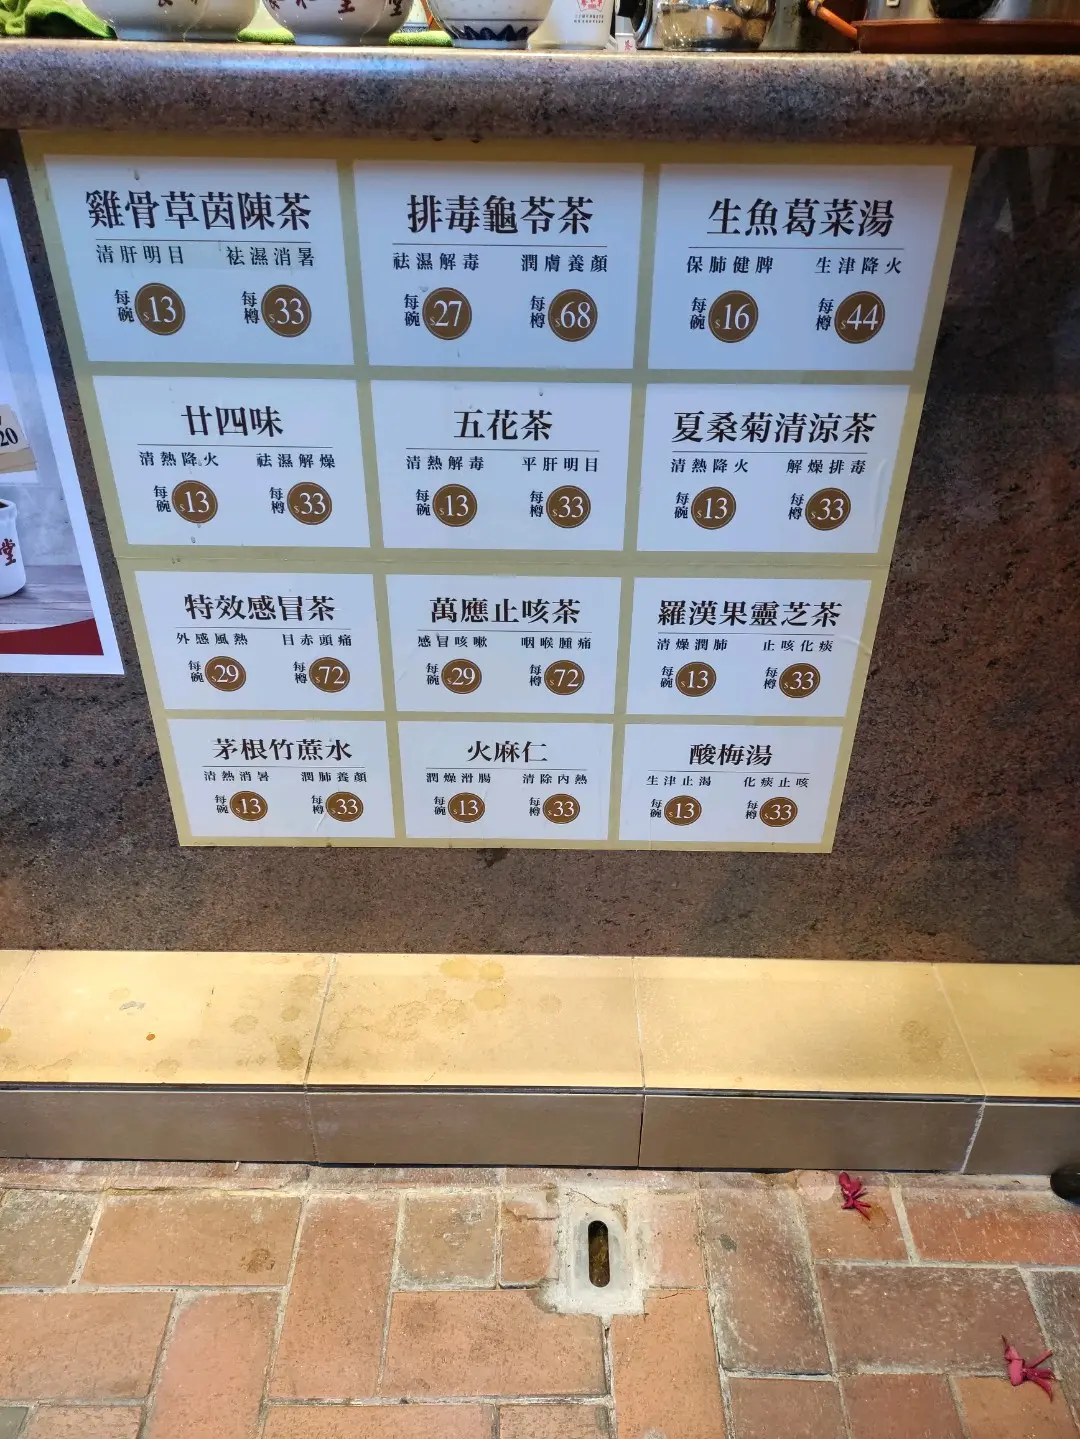 雞骨草茵陳茶
清肝明目 祛濕消暑
每碗 $13 每樽 $33
排毒龜苓茶
祛濕解毒 潤膚養顏
每碗 $27 每樽 $68
生魚葛菜湯
保肺健脾 生津降火
每碗 $16 每樽 $44
廿四味
清熱降火 祛濕解燥
每碗 $13 每樽 $33
五花茶
清熱解毒 平肝明目
每碗 $13 每樽 $33
夏桑菊清涼茶
清熱降火 解燥排毒
每碗 $13 每樽 $33
特效感冒茶
外感風熱 目赤頭痛
每碗 $29 每樽 $72
萬應止咳茶
感冒咳嗽 咽喉腫痛
每碗 $29 每樽 $72
羅漢果靈芝茶
清燥潤肺 止咳化痰
每碗 $13 每樽 $33
茅根竹蔗水
清熱消暑 潤肺養顏
每碗 $13 每樽 $33
火麻仁
潤燥滑腸 清除內熱
每碗 $13 每樽 $33
酸梅湯
生津止渴 化痰止咳
每碗 $13 每樽 $33
20
堂